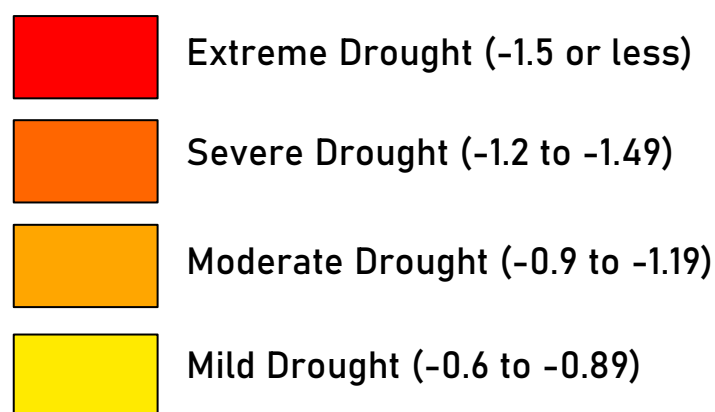 Extreme Drought (-1.5 or less)
Severe Drought (-1.2 to -1.49)
Moderate Drought (-0.9 to -1.19)
Mild Drought (-0.6 to -0.89)